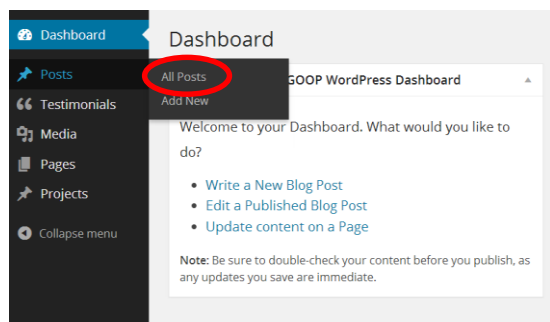 Dashboard
Posts
Testimonials
Media
Pages
Projects
Collapse menu
All Posts
Add New
Dashboard
GOOP WordPress Dashboard
Welcome to your Dashboard. What would you like to
do?
Write a New Blog Post
Edit a Published Blog Post
Update content on a Page
Note: Be sure to double-check your content before you publish, as
any updates you save are immediate.